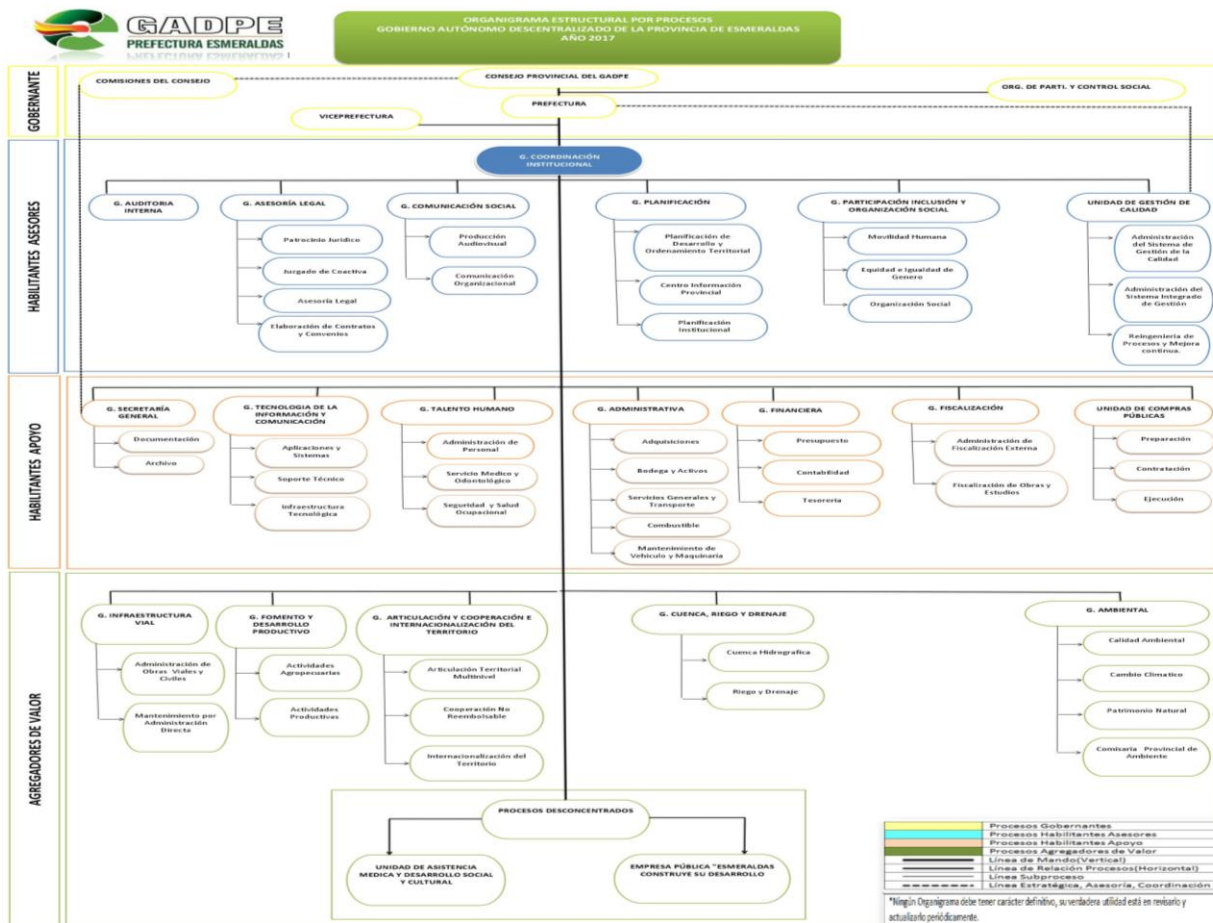 GADPE
PREFECTURA ESMERALDAS
ORGANIGRAMA ESTRUCTURAL POR PROCESOS
GOBIERNO AUTÓNOMO DESCENTRALIZADO DE LA PROVINCIA DE ESMERALDAS
AÑO 2017
GOBERNANTE
COMISIONES DEL CONSEJO
CONSEJO PROVINCIAL DEL GADPE
ORG. DE PARTI. Y CONTROL SOCIAL
PREFECTURA
VICEPREFECTURA
HABILITANTES ASESORES
G. COORDINACIÓN
INSTITUCIONAL
G. AUDITORIA
INTERNA
G. ASESORÍA LEGAL
Patrocinio Jurídico
Juzgado de Coactiva
Asesoría Legal
Elaboración de Contratos
y Convenios
G. COMUNICACIÓN SOCIAL
Producción
Audiovisual
Comunicación
Organizacional
G. PLANIFICACIÓN
Planificación de
Desarrollo y
Ordenamiento Territorial
Centro Información
Provincial
Planificación
Institucional
G. PARTICIPACIÓN INCLUSIÓN Y
ORGANIZACIÓN SOCIAL
Movilidad Humana
Equidad e Igualdad de
Genero
Organización Social
UNIDAD DE GESTIÓN DE
CALIDAD
Administración
del Sistema de
Gestión de la
Calidad
Administración del
Sistema Integrado
de Gestión
Reingeniería de
Procesos y Mejora
continua.
HABILITANTES APOYO
G. SECRETARÍA
GENERAL
Documentación
Archivo
G. TECNOLOGIA DE LA
INFORMACIÓN Y
COMUNICACIÓN
Aplicaciones y
Sistemas
Soporte Técnico
Infraestructura
Tecnológica
G. TALENTO HUMANO
Administración de
Personal
Servicio Medico y
Odontológico
Seguridad y Salud
Ocupacional
G. ADMINISTRATIVA
Adquisiciones
Bodega y Activos
Servicios Generales y
Transporte
Combustible
Mantenimiento de
Vehiculo y Maquinaria
G. FINANCIERA
Presupuesto
Contabilidad
Tesoreria
G. FISCALIZACIÓN
Administración de
Fiscalización Externa
Fiscalización de Obras y
Estudios
UNIDAD DE COMPRAS
PÚBLICAS
Preparación
Contratación
Ejecución
AGREGADORES DE VALOR
G. INFRAESTRUCTURA
VIAL
Administración de
Obras Viales y
Civiles
Mantenimiento por
Administración
Directa
G. FOMENTO Y
DESARROLLO
PRODUCTIVO
Actividades
Agropecuarias
Actividades
Productivas
G. ARTICULACIÓN Y COOPERACIÓN E
INTERNACIONALIZACIÓN DEL
TERRITORIO
Articulación Territorial
Multinivel
Cooperación No
Reembolsable
Internacionalización del
Territorio
G. CUENCA, RIEGO Y DRENAJE
Cuenca Hidrografica
Riego y Drenaje
G. AMBIENTAL
Calidad Ambiental
Cambio Climatico
Patrimonio Natural
Comisaría Provincial de
Ambiente
PROCESOS DESCONCENTRADOS
UNIDAD DE ASISTENCIA
MEDICA Y DESARROLLO SOCIAL
Y CULTURAL
EMPRESA PÚBLICA "ESMERALDAS
CONSTRUYE SU DESARROLLO
Procesos Gobernantes
Procesos Habilitantes Asesores
Procesos Habilitantes Apoyo
Procesos Agregadores de Valor
Línea de Mando(Vertical)
Línea de Relación Procesos(Horizontal)
Línea Subproceso
Línea Estratégica, Asesoría, Coordinación
*Ningún Organigrama debe tener carácter definitivo, su verdadera utilidad está en revisarlo y
actualizarlo periódicamente.